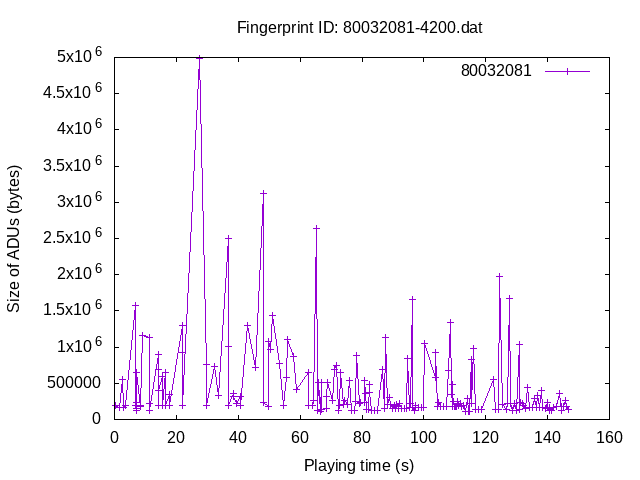 Fingerprint ID: 80032081-4200.dat
5x10^6
4.5x10^6
4x10^6
3.5x10^6
3x10^6
2.5x10^6
2x10^6
1.5x10^6
1x10^6
500000
0
80032081
Size of ADUs (bytes)
0 20 40 60 80 100 120 140 160
Playing time (s)